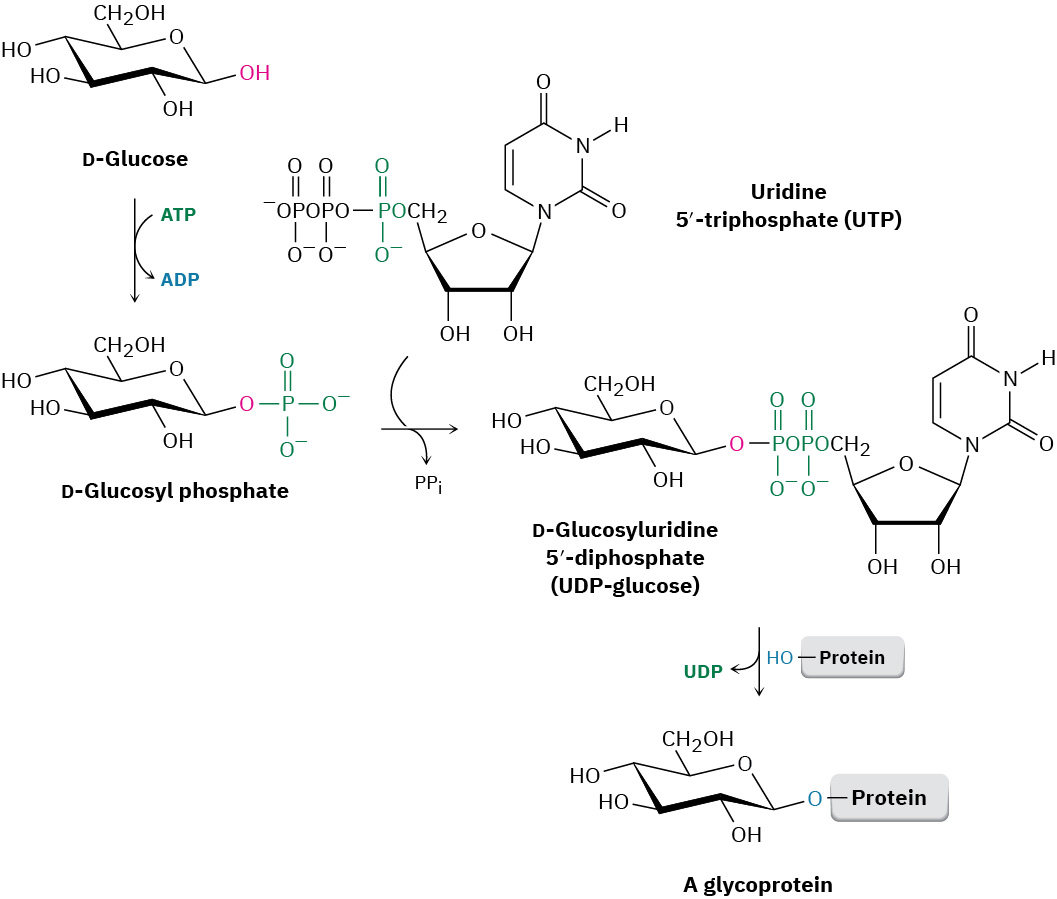 CH₂OH
HO
O
HO
OH
OH
D-Glucose
ATP
ADP
O O O
⁻OPOPO—POCH₂
O⁻ O⁻ O⁻
O
N H
N O
O
OH OH
Uridine
5′-triphosphate (UTP)
CH₂OH
HO
O
HO
O P O⁻
O
O⁻
OH
D-Glucosyl phosphate
PPᵢ
CH₂OH
HO
O
HO
OH
O—POPOCH₂
O O
O⁻ O⁻
O
N H
N O
O
OH OH
D-Glucosyluridine
5′-diphosphate
(UDP-glucose)
HO—Protein
UDP
CH₂OH
HO
O
HO
OH
O—Protein
A glycoprotein